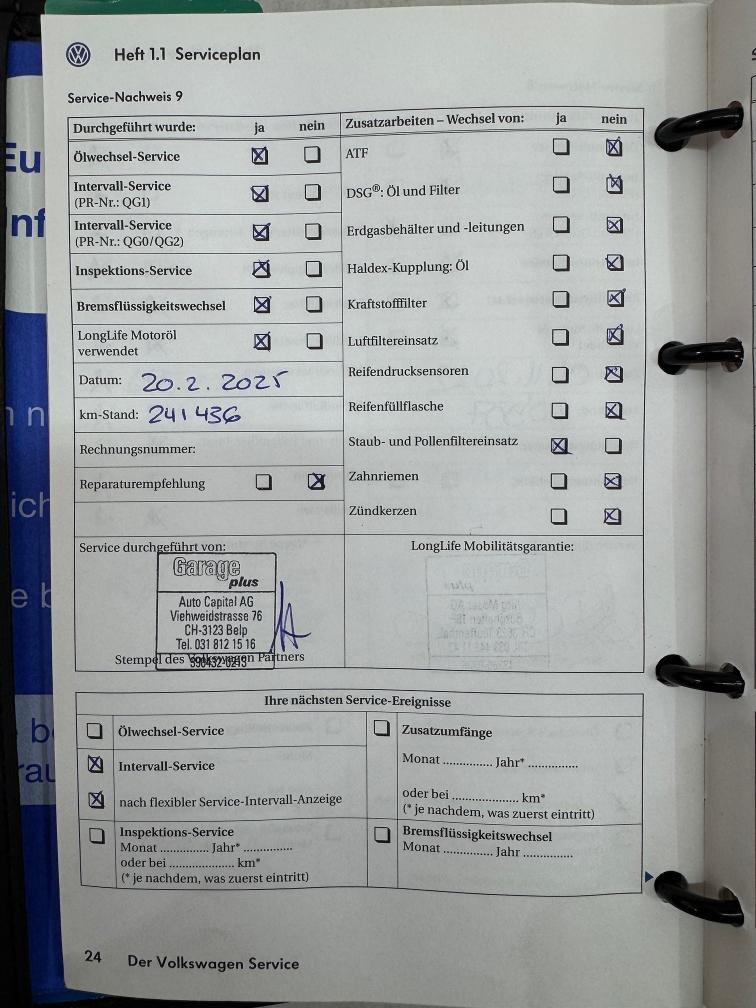 Heft 1.1 Serviceplan
Service-Nachweis 9
Durchgeführt wurde: ja nein
Ölwechsel-Service
Intervall-Service
(PR-Nr.: QG1)
Intervall-Service
(PR-Nr.: QG0/QG2)
Inspektions-Service
Bremsflüssigkeitswechsel
LongLife Motoröl
verwendet
Datum: 20.2.2025
km-Stand: 241436
Rechnungsnummer:
Reparaturempfehlung
Zusatzarbeiten – Wechsel von: ja nein
ATF
DSG®: Öl und Filter
Erdgasbehälter und -leitungen
Haldex-Kupplung: Öl
Kraftstofffilter
Luftfiltereinsatz
Reifendrucksensoren
Reifenfüllflasche
Staub- und Pollenfiltereinsatz
Zahnriemen
Zündkerzen
Service durchgeführt von:
Garage
plus
Auto Capital AG
Viehweidstrasse 76
CH-3123 Belp
Tel. 031 812 15 16
Stempel des Volkswagen Partners
LongLife Mobilitätsgarantie:
Ihre nächsten Service-Ereignisse
Ölwechsel-Service
Intervall-Service
nach flexibler Service-Intervall-Anzeige
Inspektions-Service
Monat ............. Jahr* .............
oder bei ................. km*
(* je nachdem, was zuerst eintritt)
Zusatzumfänge
Monat ............. Jahr* .............
oder bei ................. km*
(* je nachdem, was zuerst eintritt)
Bremsflüssigkeitswechsel
Monat ............. Jahr .............
24 Der Volkswagen Service